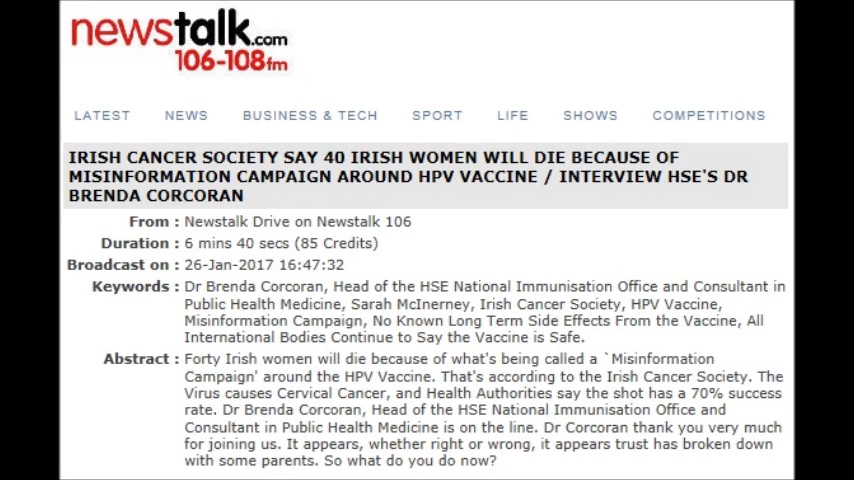 newstalk.com
106-108fm
LATEST NEWS BUSINESS & TECH SPORT LIFE SHOWS COMPETITIONS
IRISH CANCER SOCIETY SAY 40 IRISH WOMEN WILL DIE BECAUSE OF
MISINFORMATION CAMPAIGN AROUND HPV VACCINE / INTERVIEW HSE'S DR
BRENDA CORCORAN
From : Newstalk Drive on Newstalk 106
Duration : 6 mins 40 secs (85 Credits)
Broadcast on : 26-Jan-2017 16:47:32
Keywords : Dr Brenda Corcoran, Head of the HSE National Immunisation Office and Consultant in
Public Health Medicine, Sarah McInerney, Irish Cancer Society, HPV Vaccine,
Misinformation Campaign, No Known Long Term Side Effects From the Vaccine, All
International Bodies Continue to Say the Vaccine is Safe.
Abstract : Forty Irish women will die because of what's being called a `Misinformation
Campaign' around the HPV Vaccine. That's according to the Irish Cancer Society. The
Virus causes Cervical Cancer, and Health Authorities say the shot has a 70% success
rate. Dr Brenda Corcoran, Head of the HSE National Immunisation Office and
Consultant in Public Health Medicine is on the line. Dr Corcoran thank you very much
for joining us. It appears, whether right or wrong, it appears trust has broken down
with some parents. So what do you do now?